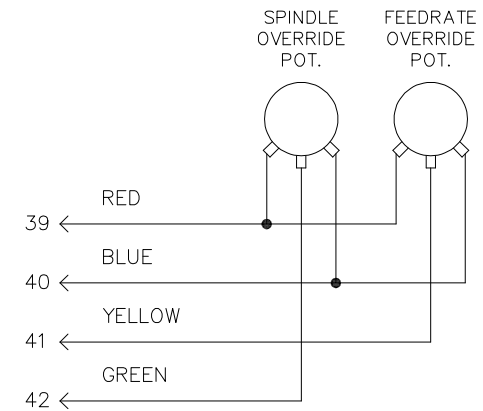 SPINDLE
OVERRIDE
POT.
FEEDRATE
OVERRIDE
POT.
RED
39
BLUE
40
YELLOW
41
GREEN
42